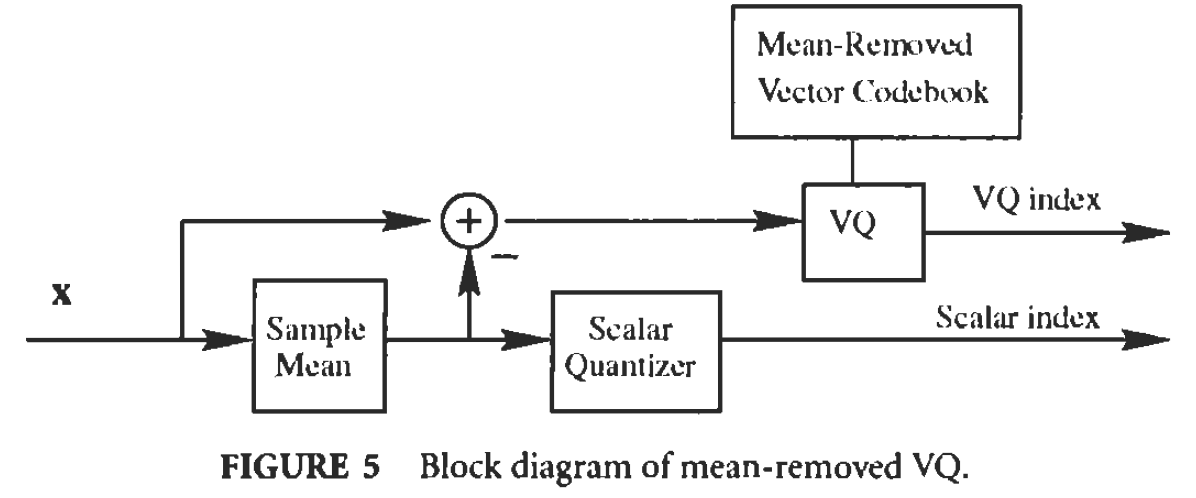 Mean-Removed
Vector Codebook
VQ index
VQ
+
−
x
Scalar index
Sample
Mean
Scalar
Quantizer
FIGURE 5 Block diagram of mean-removed VQ.